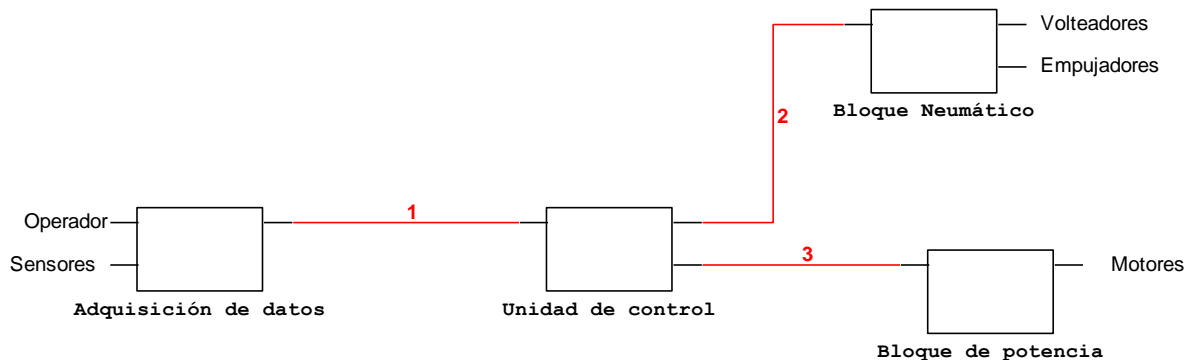 Volteadores
Empujadores
Bloque Neumático
2
Operador
1
Sensores
3
Motores
Adquisición de datos
Unidad de control
Bloque de potencia